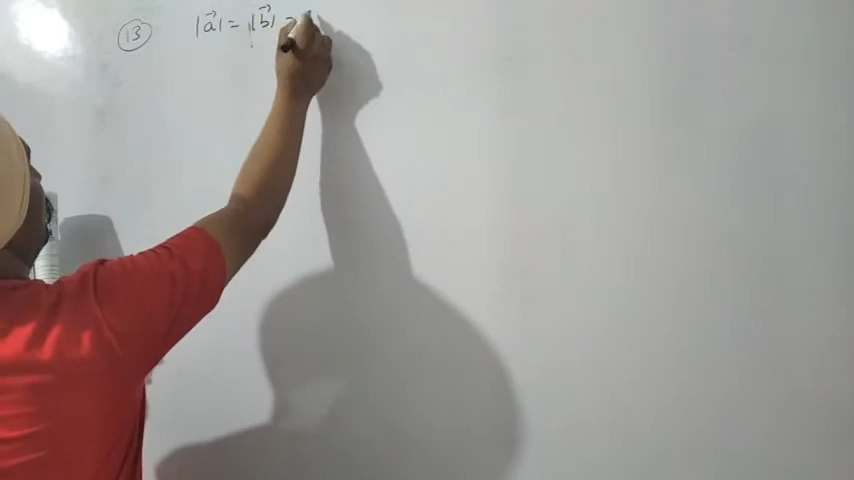 (13) |a⃗| = |b⃗| =